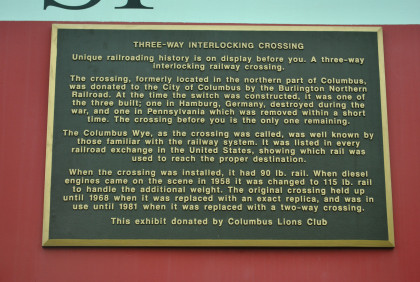 THREE-WAY INTERLOCKING CROSSING
Unique railroading history is on display before you. A three-way
interlocking railway crossing.
The crossing, formerly located in the northern part of Columbus,
was donated to the City of Columbus by the Burlington Northern
Railroad. At the time the switch was constructed, it was one of
the three built; one in Hamburg, Germany, destroyed during the
war, and one in Pennsylvania which was removed within a short
time. The crossing before you is the only one remaining.
The Columbus Wye, as the crossing was called, was well known by
those familiar with the railway system. It was listed in every
railroad exchange in the United States, showing which rail was
used to reach the proper destination.
When the crossing was installed, it had 90 lb. rail. When diesel
engines came on the scene in 1958 it was changed to 115 lb. rail
to handle the additional weight. The original crossing held up
until 1968 when it was replaced with an exact replica, and was in
use until 1981 when it was replaced with a two-way crossing.
This exhibit donated by Columbus Lions Club